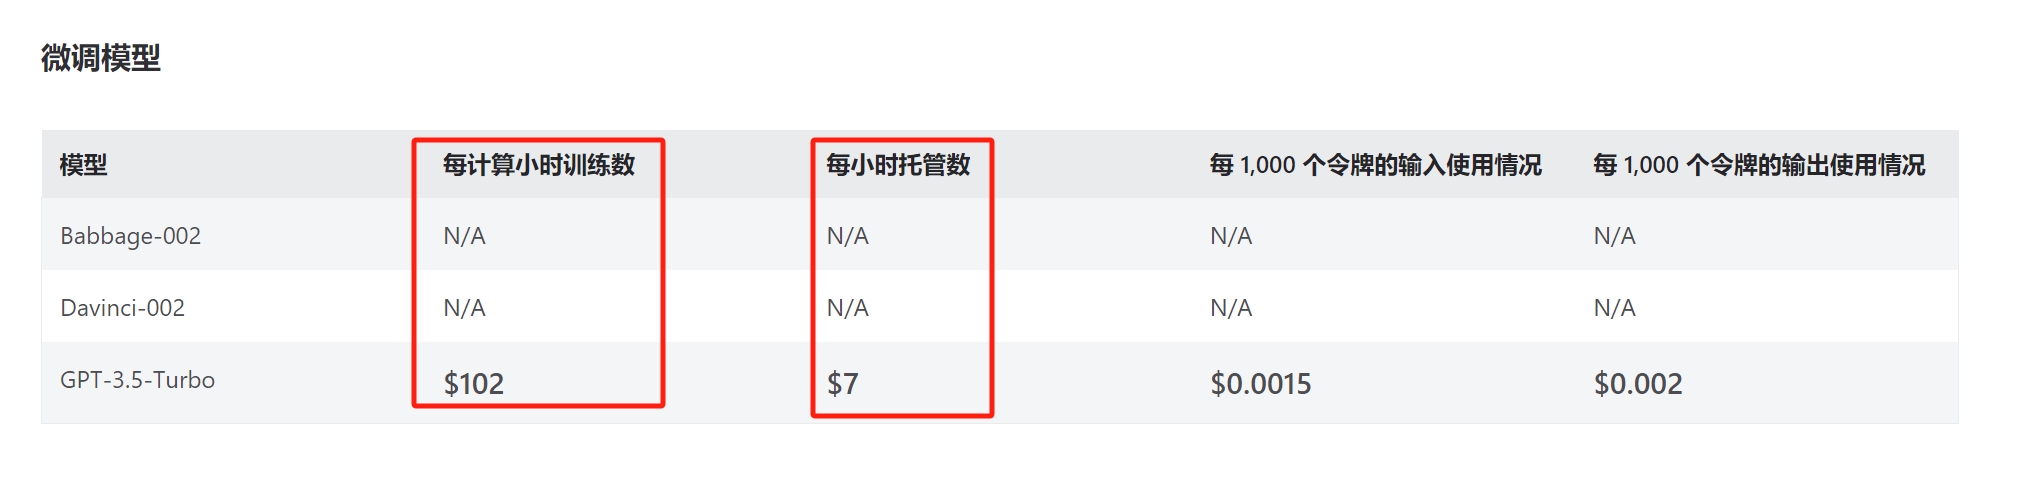 微调模型
模型 每计算小时训练数 每小时托管数 每 1,000 个令牌的输入使用情况 每 1,000 个令牌的输出使用情况
Babbage-002 N/A N/A N/A N/A
Davinci-002 N/A N/A N/A N/A
GPT-3.5-Turbo $102 $7 $0.0015 $0.002